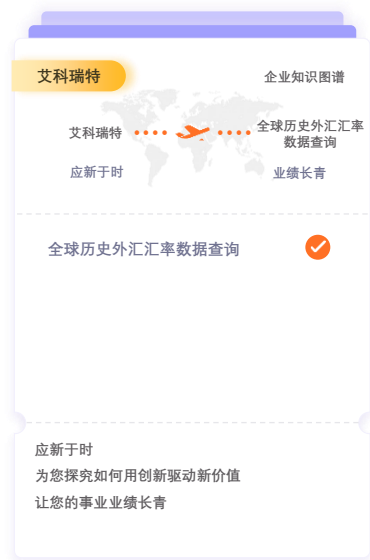 艾科瑞特
企业知识图谱
艾科瑞特
全球历史外汇汇率
数据查询
应新于时
业绩长青
全球历史外汇汇率数据查询
应新于时
为您探究如何用创新驱动新价值
让您的事业业绩长青